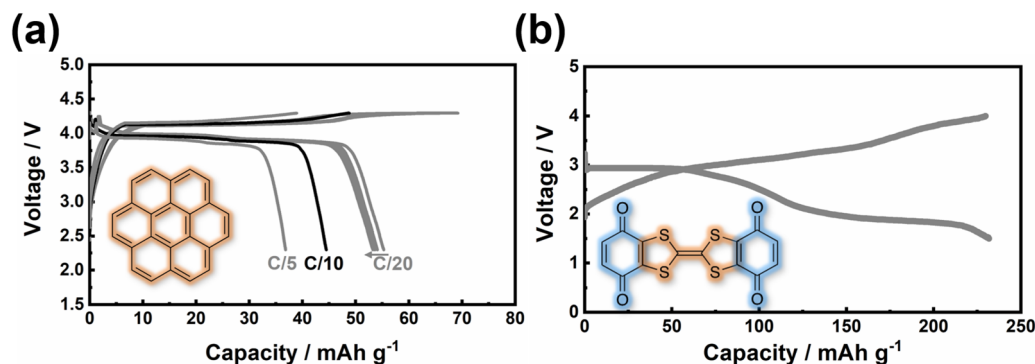 (a)
(b)
5.0
4.5
4.0
3.5
3.0
2.5
2.0
1.5
Voltage / V
C/5
C/10
C/20
0
10
20
30
40
50
60
70
80
Capacity / mAh g⁻¹
5
4
3
2
1
0
Voltage / V
O
O
S
S
S
S
O
O
0
50
100
150
200
250
Capacity / mAh g⁻¹